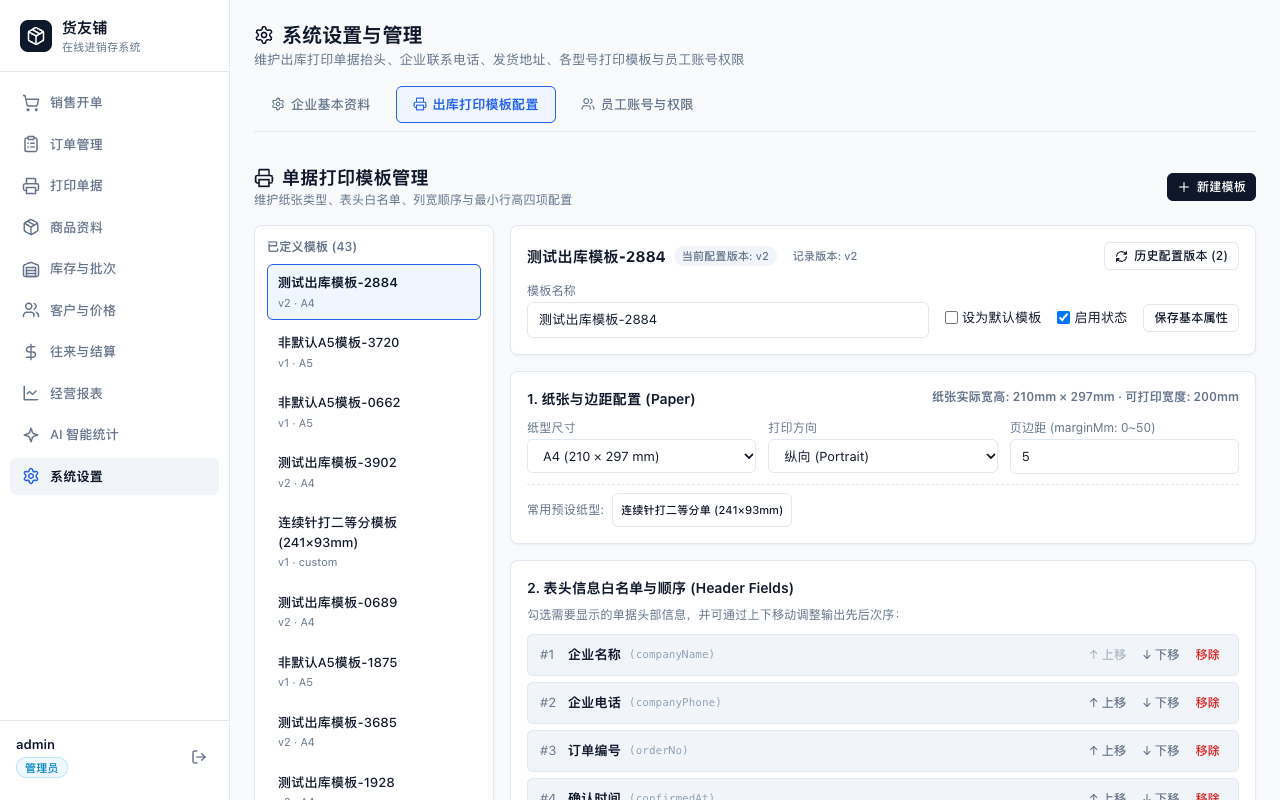 货友铺
在线进销存系统
销售开单
订单管理
打印单据
商品资料
库存与批次
客户与价格
往来与结算
经营报表
AI 智能统计
系统设置
admin
管理员
系统设置与管理
维护出库打印单据抬头、企业联系电话、发货地址、各型号打印模板与员工账号权限
企业基本资料
出库打印模板配置
员工账号与权限
单据打印模板管理
维护纸张类型、表头白名单、列宽顺序与最小行高四项配置
新建模板
已定义模板 (43)
测试出库模板-2884
v2 · A4
非默认A5模板-3720
v1 · A5
非默认A5模板-0662
v1 · A5
测试出库模板-3902
v2 · A4
连续针打二等分模板
(241×93mm)
v1 · custom
测试出库模板-0689
v2 · A4
非默认A5模板-1875
v1 · A5
测试出库模板-3685
v2 · A4
测试出库模板-1928
测试出库模板-2884
当前配置版本: v2
记录版本: v2
历史配置版本 (2)
模板名称
测试出库模板-2884
设为默认模板
启用状态
保存基本属性
1. 纸张与边距配置 (Paper)
纸张实际宽高: 210mm × 297mm · 可打印宽度: 200mm
纸型尺寸
打印方向
页边距 (marginMm: 0~50)
A4 (210 × 297 mm)
纵向 (Portrait)
5
常用预设纸型:
连续针打二等分单 (241×93mm)
2. 表头信息白名单与顺序 (Header Fields)
勾选需要显示的单据头部信息，并可通过上下移动调整输出先后次序：
#1 企业名称 (companyName) ↑ 上移 ↓ 下移 移除
#2 企业电话 (companyPhone) ↑ 上移 ↓ 下移 移除
#3 订单编号 (orderNo) ↑ 上移 ↓ 下移 移除
#4 确认时间 (confirmedAt) ↑ 上移 ↓ 下移 移除